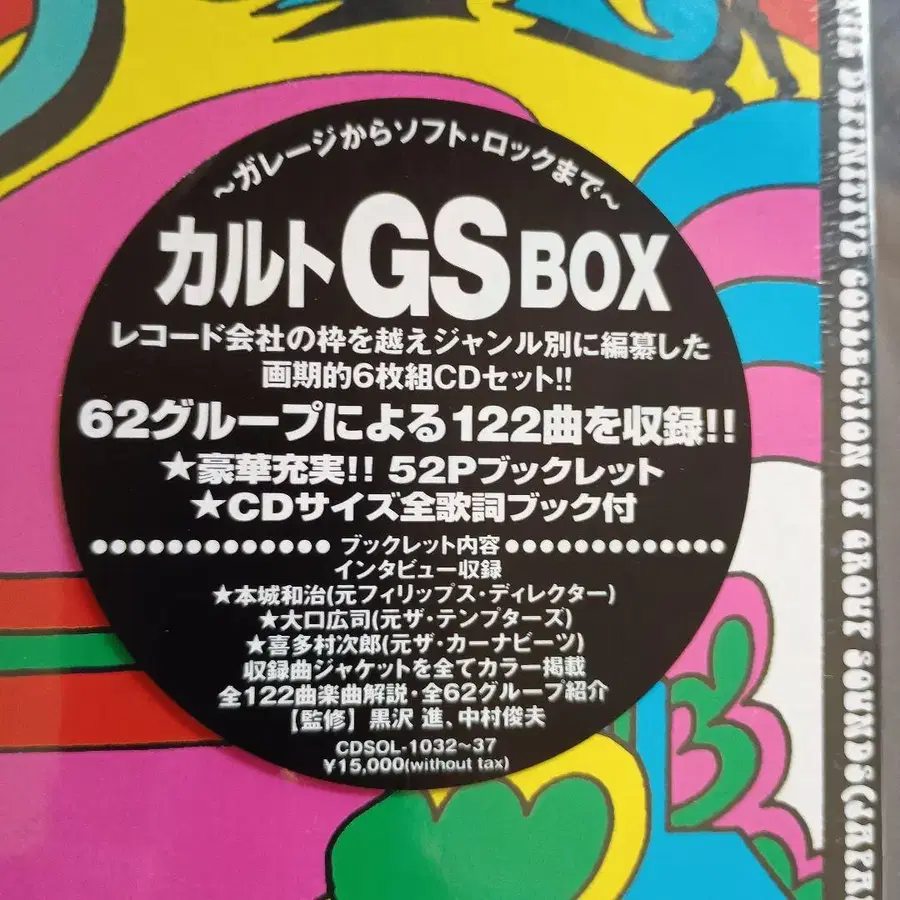 ～ガレージからソフト・ロックまで～
カルトGS BOX
レコード会社の枠を越えジャンル別に編纂した
画期的6枚組CDセット!!
62グループによる122曲を収録!!
★豪華充実!! 52Pブックレット
★CDサイズ全歌詞ブック付
●●●●●●●●●●●●● ブックレット内容 ●●●●●●●●●●●●●
インタビュー収録
★本城和治(元フィリップス・ディレクター)
★大口広司(元ザ・テンプターズ)
★喜多村次郎(元ザ・カーナビーツ)
収録曲ジャケットを全てカラー掲載
全122曲楽曲解説・全62グループ紹介
【監修】黒沢 進、中村俊夫
CDSOL-1032～37
¥15,000(without tax)
THE DEFINITIVE COLLECTION OF GROUP SOUNDS(JAPA